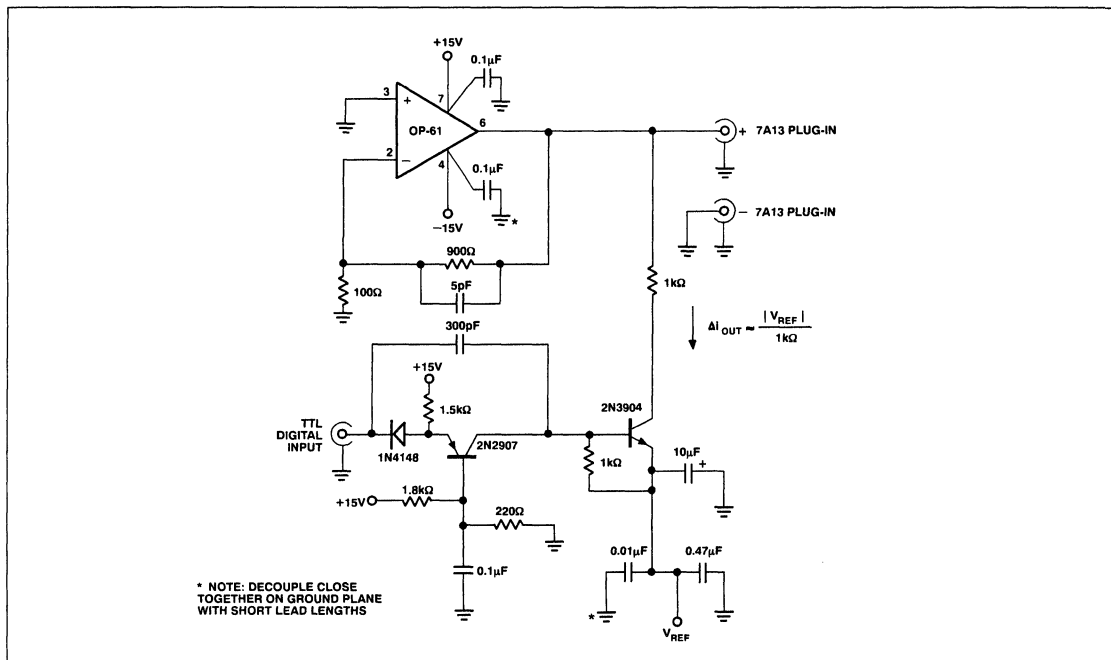 +15V
0.1μF
7
3
+
OP-61
6
2
−
4
0.1μF
*
−15V
+ 7A13 PLUG-IN
− 7A13 PLUG-IN
900Ω
100Ω
5pF
300pF
1kΩ
Δi OUT ≈ | VREF | / 1kΩ
+15V
1.5kΩ
TTL
DIGITAL
INPUT
1N4148
2N2907
2N3904
1kΩ
10μF
+
+15V
1.8kΩ
220Ω
0.1μF
0.01μF
0.47μF
*
VREF
* NOTE: DECOUPLE CLOSE
TOGETHER ON GROUND PLANE
WITH SHORT LEAD LENGTHS